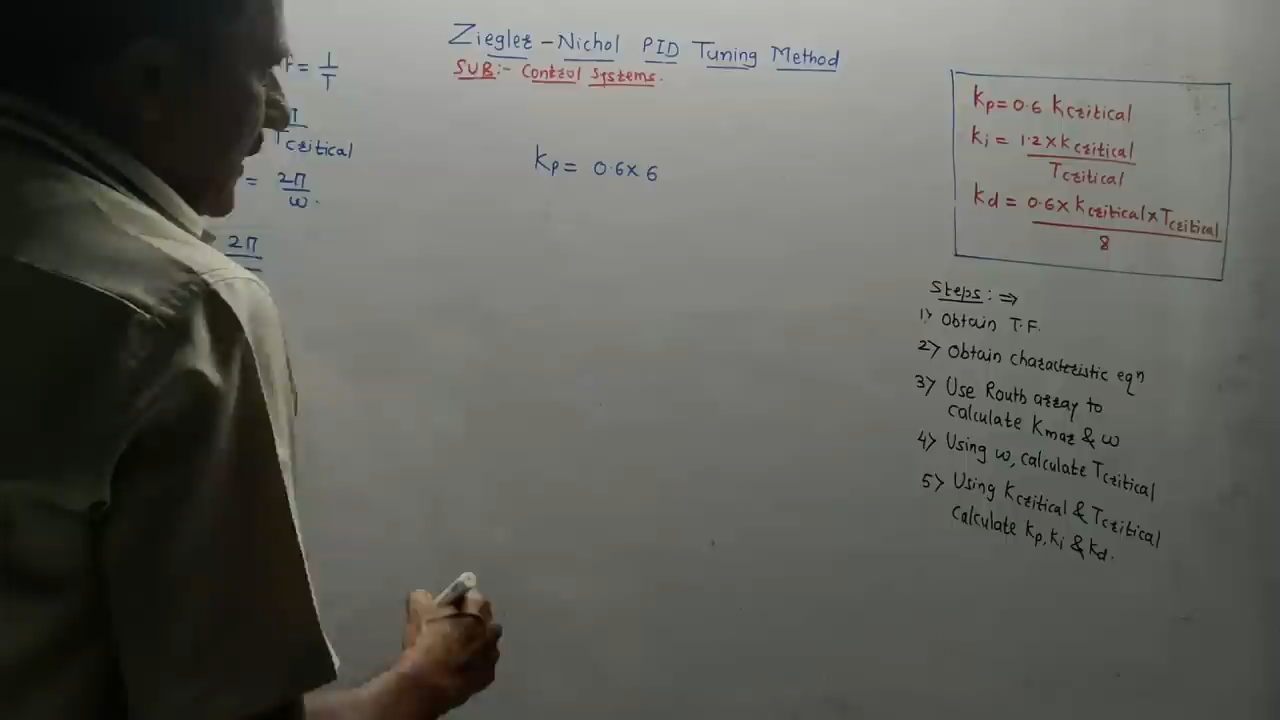 Ziegler - Nichol PID Tuning Method
SUB:- Control Systems.
f = 1/T
Tcritical
= 2π/ω.
2π
Kp = 0.6 x 6
Kp = 0.6 Kcritical
Ki = 1.2 x Kcritical
Tcritical
Kd = 0.6 x Kcritical x Tcritical
8
Steps : ⇒
1> Obtain T.F.
2> Obtain characteristic eqn
3> Use Routh array to
calculate Kmax & ω
4> Using ω, calculate Tcritical
5> Using Kcritical & Tcritical
calculate Kp, Ki & Kd.